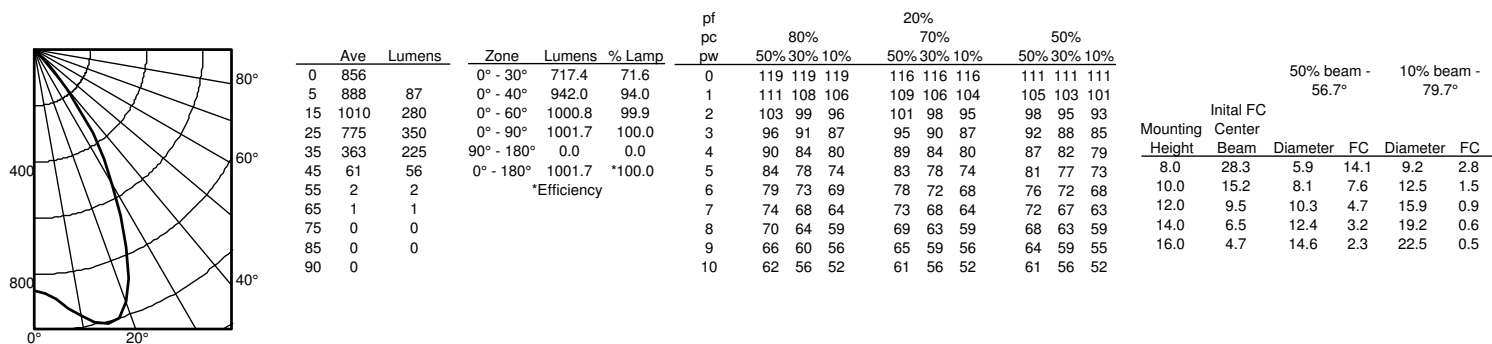 80°
60°
40°
400
800
0° 20°
Ave Lumens
0 856
5 888 87
15 1010 280
25 775 350
35 363 225
45 61 56
55 2 2
65 1 1
75 0 0
85 0 0
90 0
Zone Lumens % Lamp
0° - 30° 717.4 71.6
0° - 40° 942.0 94.0
0° - 60° 1000.8 99.9
0° - 90° 1001.7 100.0
90° - 180° 0.0 0.0
0° - 180° 1001.7 *100.0
*Efficiency
pf 20%
pc 80% 70% 50%
pw 50% 30% 10% 50% 30% 10% 50% 30% 10%
0 119 119 119 116 116 116 111 111 111
1 111 108 106 109 106 104 105 103 101
2 103 99 96 101 98 95 98 95 93
3 96 91 87 95 90 87 92 88 85
4 90 84 80 89 84 80 87 82 79
5 84 78 74 83 78 74 81 77 73
6 79 73 69 78 72 68 76 72 68
7 74 68 64 73 68 64 72 67 63
8 70 64 59 69 63 59 68 63 59
9 66 60 56 65 59 56 64 59 55
10 62 56 52 61 56 52 61 56 52
50% beam - 10% beam -
56.7° 79.7°
Inital FC
Mounting Center
Height Beam Diameter FC Diameter FC
8.0 28.3 5.9 14.1 9.2 2.8
10.0 15.2 8.1 7.6 12.5 1.5
12.0 9.5 10.3 4.7 15.9 0.9
14.0 6.5 12.4 3.2 19.2 0.6
16.0 4.7 14.6 2.3 22.5 0.5